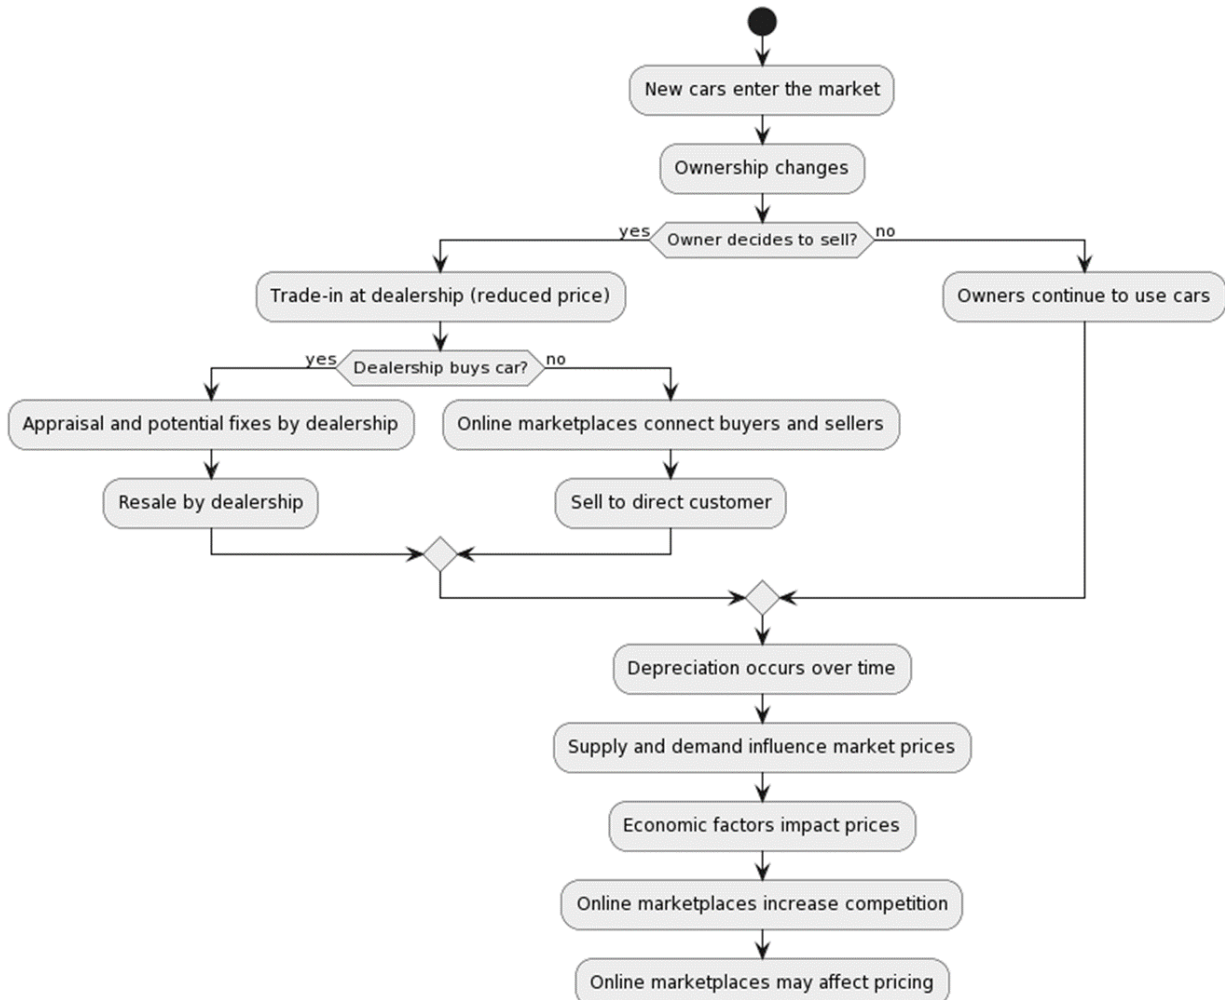 New cars enter the market
Ownership changes
yes
Owner decides to sell?
no
Trade-in at dealership (reduced price)
Owners continue to use cars
yes
Dealership buys car?
no
Appraisal and potential fixes by dealership
Online marketplaces connect buyers and sellers
Resale by dealership
Sell to direct customer
Depreciation occurs over time
Supply and demand influence market prices
Economic factors impact prices
Online marketplaces increase competition
Online marketplaces may affect pricing